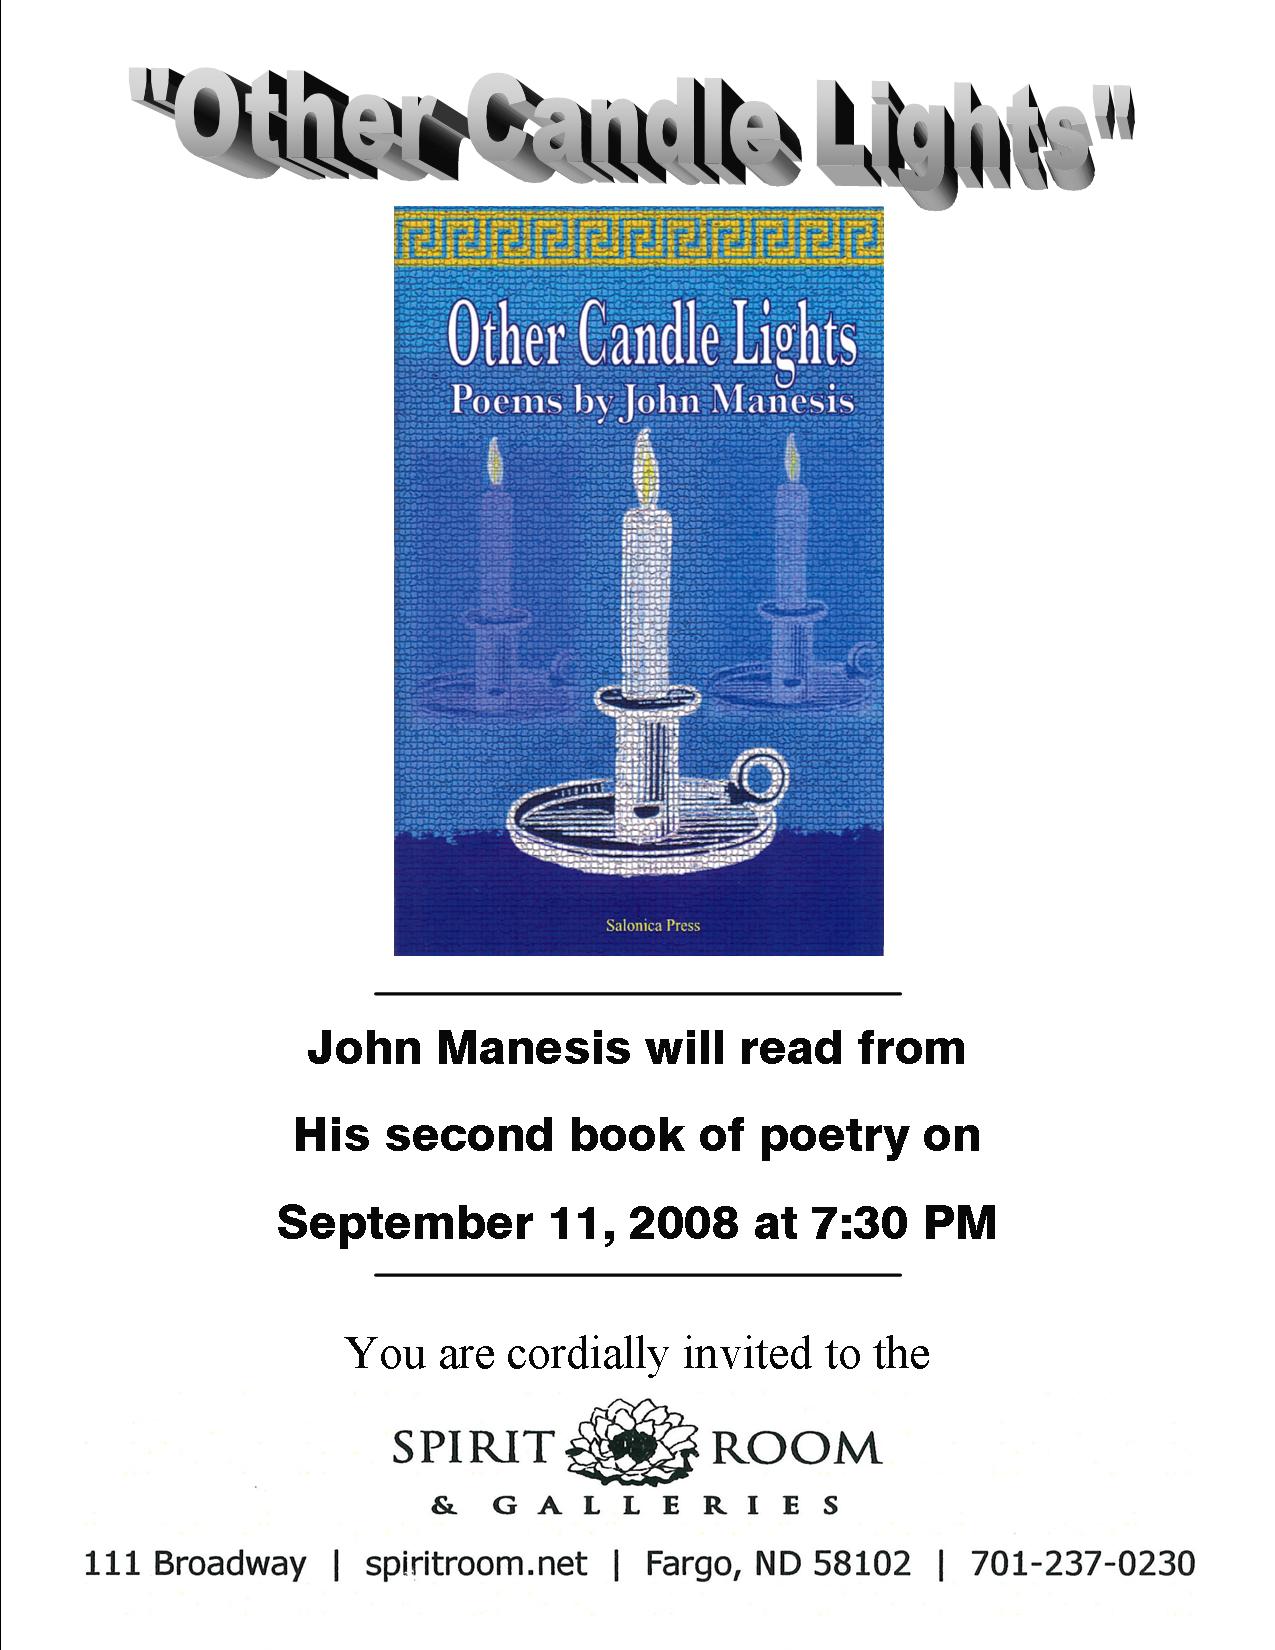 "Other Candle Lights"
Other Candle Lights
Poems by John Manesis
Salonica Press
John Manesis will read from
His second book of poetry on
September 11, 2008 at 7:30 PM
You are cordially invited to the
SPIRIT ROOM
& GALLERIES
111 Broadway | spiritroom.net | Fargo, ND 58102 | 701-237-0230